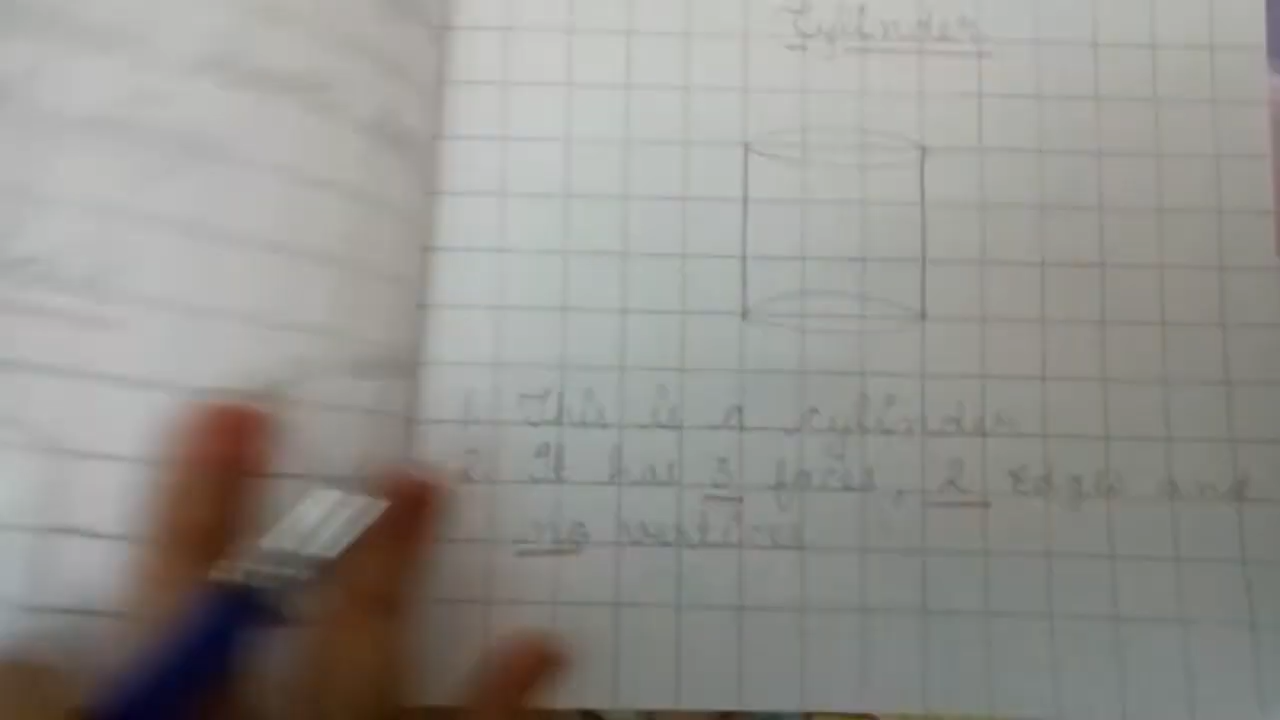 Cylinder
1. This is a cylinder
2. It has 3 faces, 2 edges and
no vertices